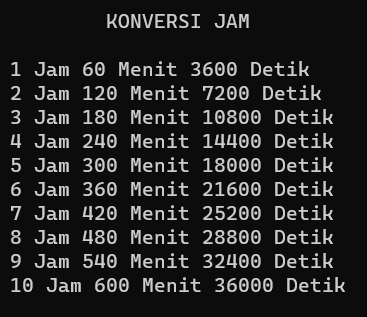 KONVERSI JAM
1 Jam 60 Menit 3600 Detik
2 Jam 120 Menit 7200 Detik
3 Jam 180 Menit 10800 Detik
4 Jam 240 Menit 14400 Detik
5 Jam 300 Menit 18000 Detik
6 Jam 360 Menit 21600 Detik
7 Jam 420 Menit 25200 Detik
8 Jam 480 Menit 28800 Detik
9 Jam 540 Menit 32400 Detik
10 Jam 600 Menit 36000 Detik